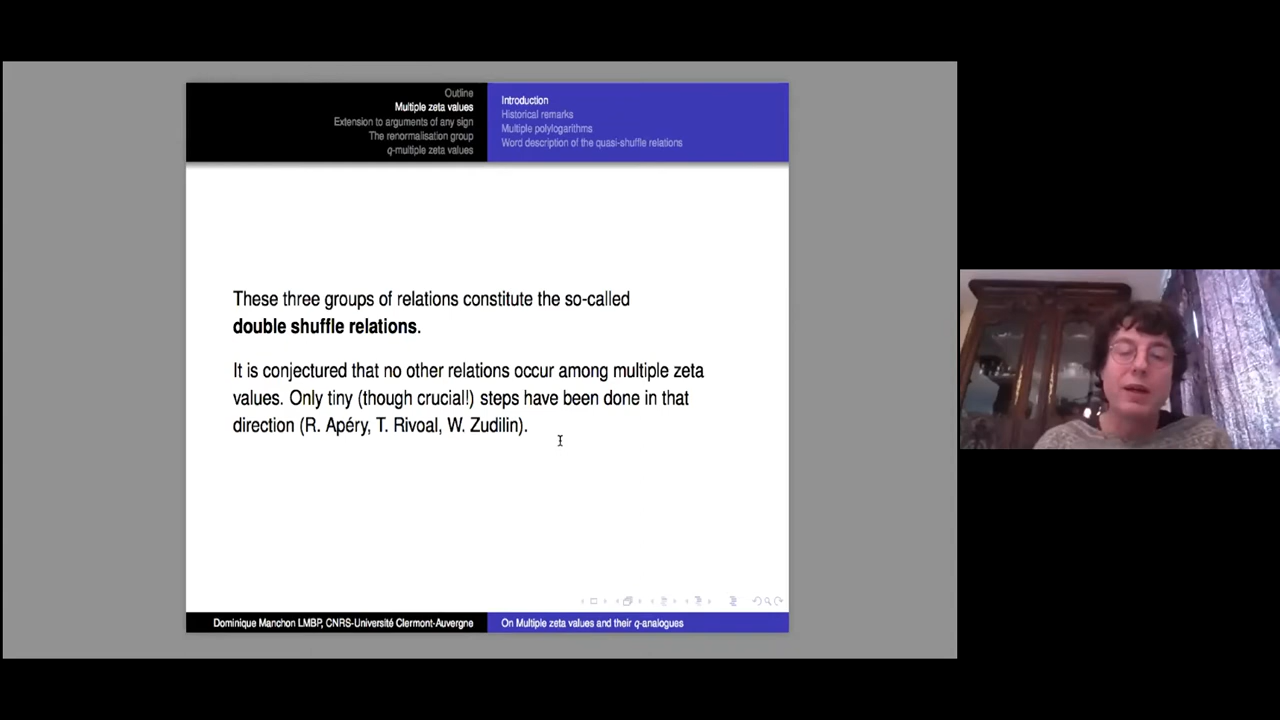 Outline
Multiple zeta values
Extension to arguments of any sign
The renormalisation group
q-multiple zeta values
Introduction
Historical remarks
Multiple polylogarithms
Word description of the quasi-shuffle relations
These three groups of relations constitute the so-called
double shuffle relations.
It is conjectured that no other relations occur among multiple zeta
values. Only tiny (though crucial!) steps have been done in that
direction (R. Apéry, T. Rivoal, W. Zudilin).
Dominique Manchon LMBP, CNRS-Université Clermont-Auvergne
On Multiple zeta values and their q-analogues